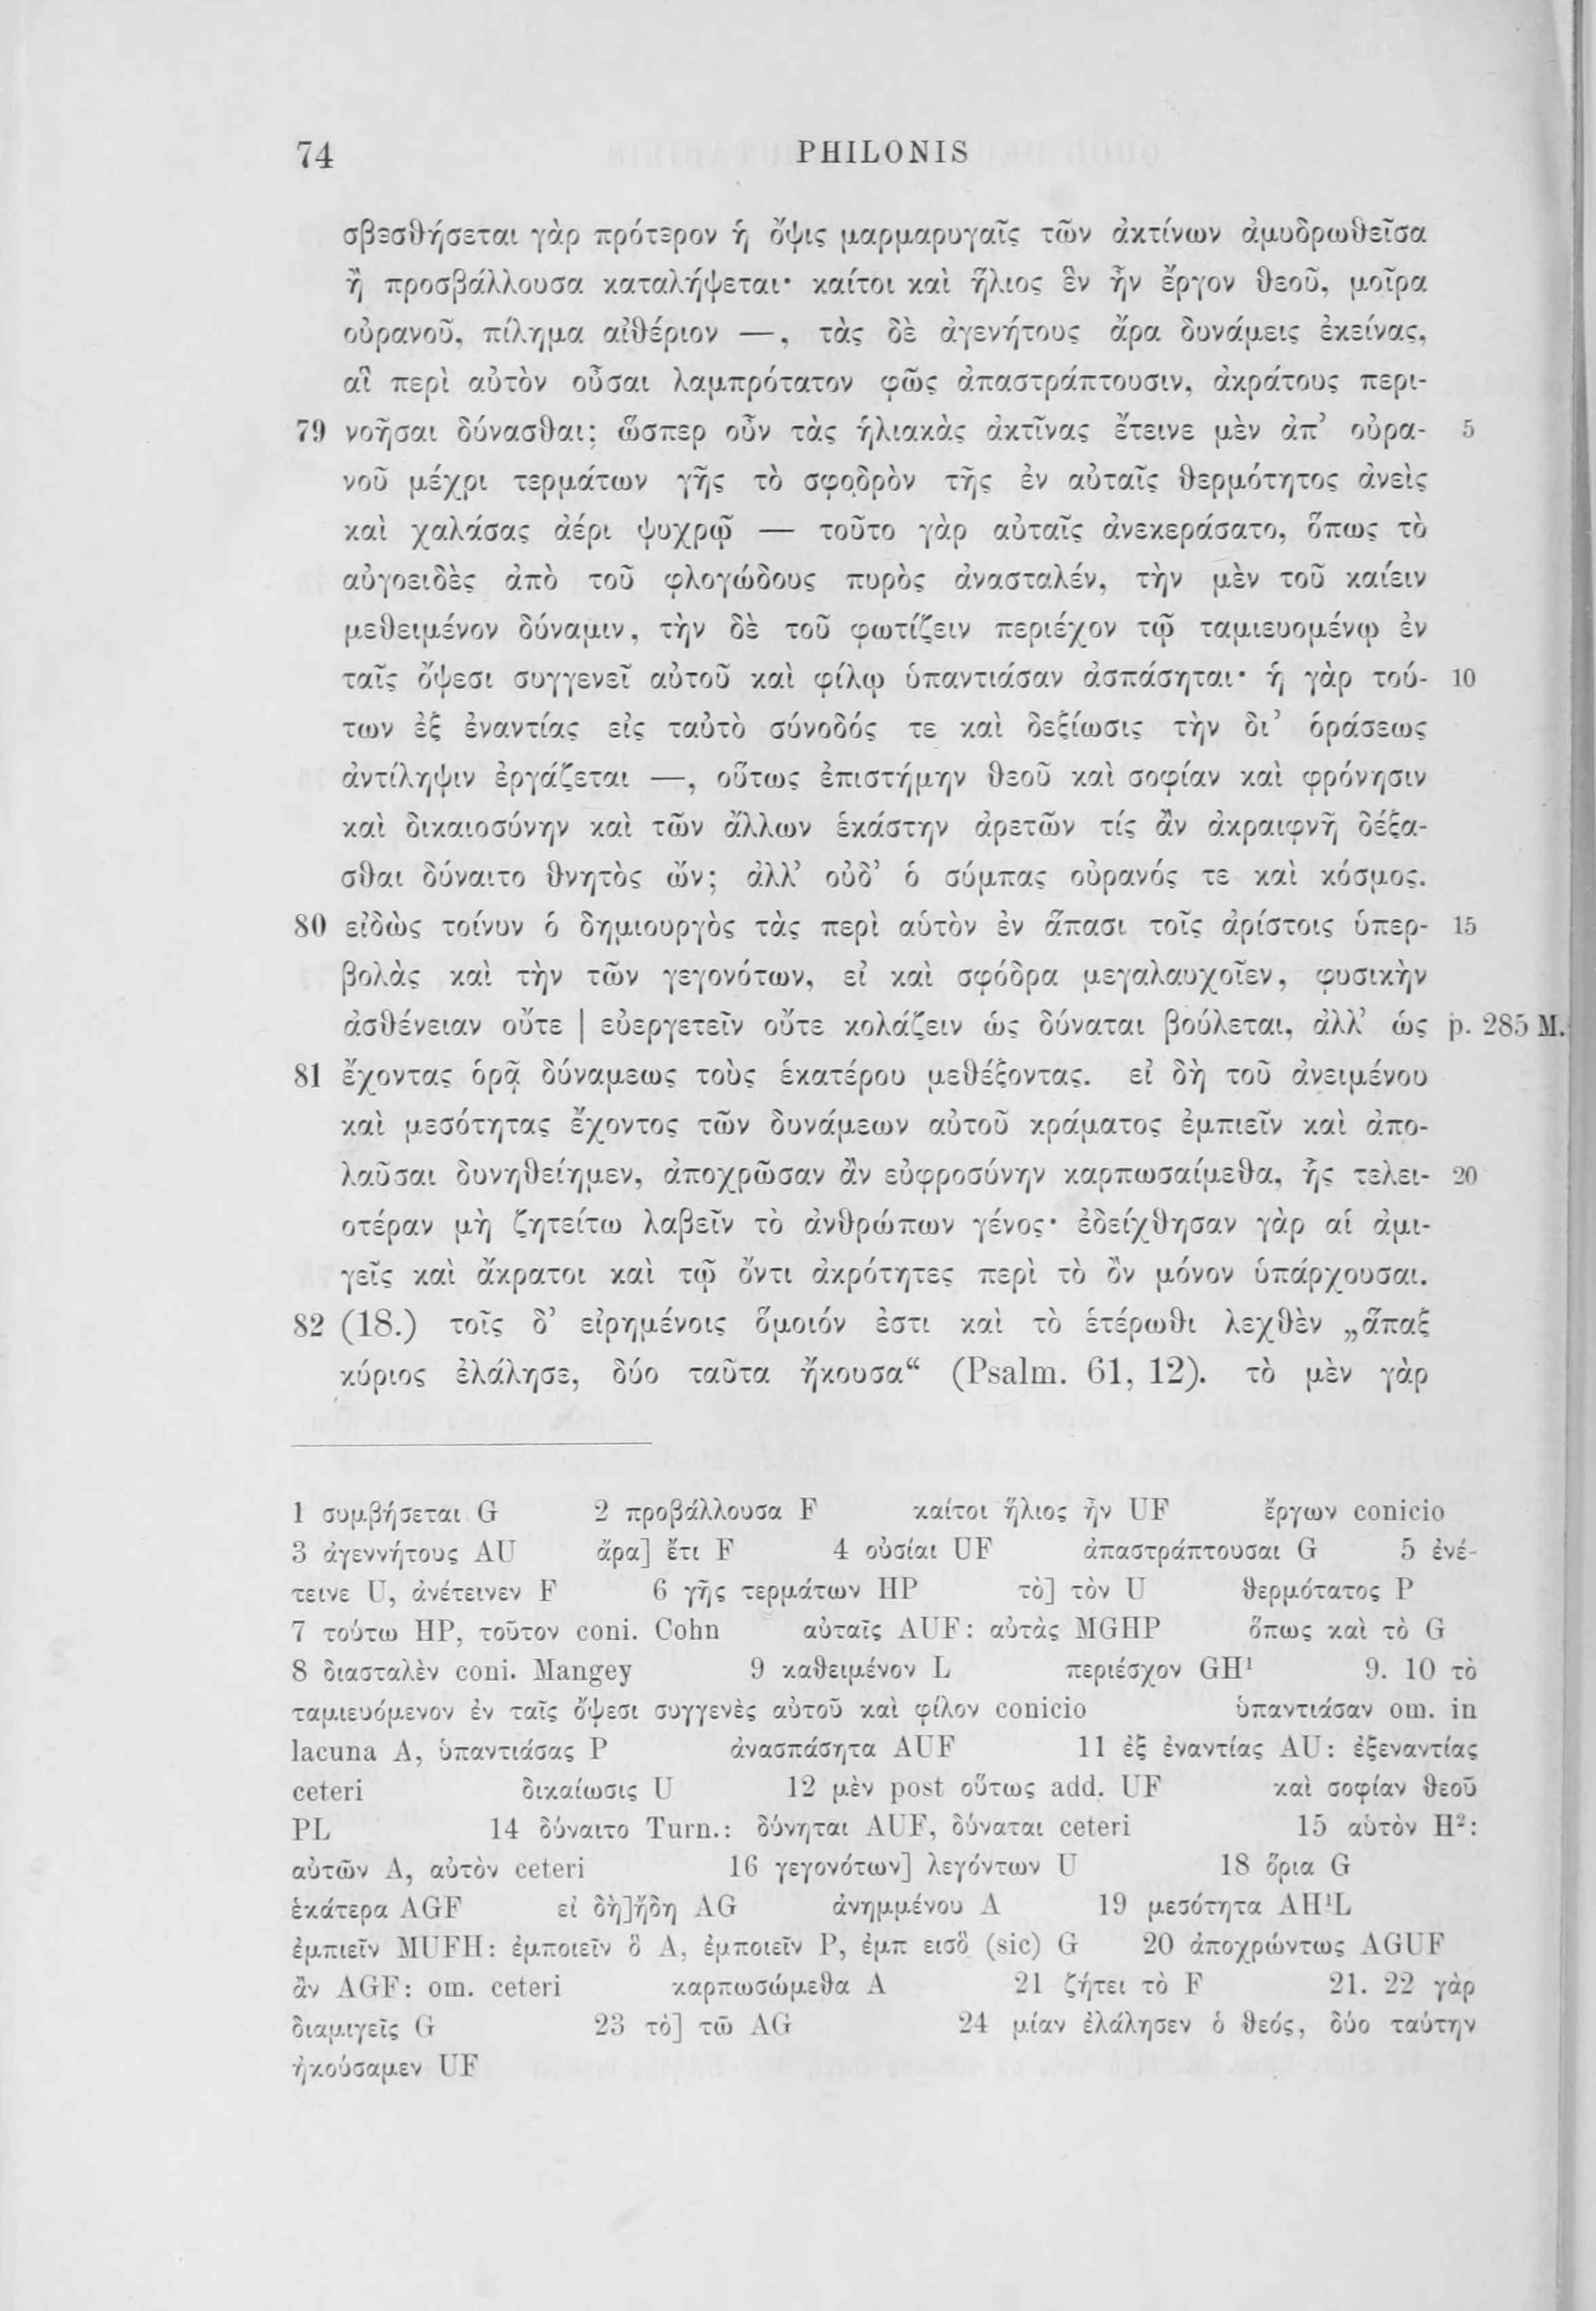 74 PHILONIS
σβεσθήσεται γὰρ πρότερον ἡ ὄψις μαρμαρυγαῖς τῶν ἀκτίνων ἀμυδρωθεῖσα
ἢ προσβάλλουσα καταλήψεται· καίτοι καὶ ἥλιος ἓν ἦν ἔργον θεοῦ, μοῖρα
οὐρανοῦ, πίλημα αἰθέριον —, τὰς δὲ ἀγενήτους ἄρα δυνάμεις ἐκείνας,
αἳ περὶ αὐτὸν οὖσαι λαμπρότατον φῶς ἀπαστράπτουσιν, ἀκράτους περι-
79 νοῆσαι δύνασθαι; ὥσπερ οὖν τὰς ἡλιακὰς ἀκτῖνας ἔτεινε μὲν ἀπ’ οὐρα- 5
νοῦ μέχρι τερμάτων γῆς τὸ σφοδρὸν τῆς ἐν αὐταῖς θερμότητος ἀνεὶς
καὶ χαλάσας ἀέρι ψυχρῷ — τοῦτο γὰρ αὐταῖς ἀνεκεράσατο, ὅπως τὸ
αὐγοειδὲς ἀπὸ τοῦ φλογώδους πυρὸς ἀνασταλέν, τὴν μὲν τοῦ καίειν
μεθειμένον δύναμιν, τὴν δὲ τοῦ φωτίζειν περιέχον τῷ ταμιευομένῳ ἐν
ταῖς ὄψεσι συγγενεῖ αὐτοῦ καὶ φίλῳ ὑπαντιάσαν ἀσπάσηται· ἡ γὰρ τού- 10
των ἐξ ἐναντίας εἰς ταὐτὸ σύνοδός τε καὶ δεξίωσις τὴν δι’ ὁράσεως
ἀντίληψιν ἐργάζεται —, οὕτως ἐπιστήμην θεοῦ καὶ σοφίαν καὶ φρόνησιν
καὶ δικαιοσύνην καὶ τῶν ἄλλων ἑκάστην ἀρετῶν τίς ἂν ἀκραιφνῆ δέξα-
σθαι δύναιτο θνητὸς ὤν; ἀλλ’ οὐδ’ ὁ σύμπας οὐρανός τε καὶ κόσμος.
80 εἰδὼς τοίνυν ὁ δημιουργὸς τὰς περὶ αὑτὸν ἐν ἅπασι τοῖς ἀρίστοις ὑπερ- 15
βολὰς καὶ τὴν τῶν γεγονότων, εἰ καὶ σφόδρα μεγαλαυχοῖεν, φυσικὴν
ἀσθένειαν οὔτε | εὐεργετεῖν οὔτε κολάζειν ὡς δύναται βούλεται, ἀλλ’ ὡς p. 285 M.
81 ἔχοντας ὁρᾷ δύναμεως τοὺς ἑκατέρου μεθέξοντας. εἰ δὴ τοῦ ἀνειμένου
καὶ μεσότητας ἔχοντος τῶν δυνάμεων αὐτοῦ κράματος ἐμπιεῖν καὶ ἀπο-
λαῦσαι δυνηθείημεν, ἀποχρῶσαν ἂν εὐφροσύνην καρπωσαίμεθα, ἧς τελει- 20
οτέραν μὴ ζητείτω λαβεῖν τὸ ἀνθρώπων γένος· ἐδείχθησαν γὰρ αἱ ἀμι-
γεῖς καὶ ἄκρατοι καὶ τῷ ὄντι ἀκρότητες περὶ τὸ ὂν μόνον ὑπάρχουσαι.
82 (18.) τοῖς δ’ εἰρημένοις ὅμοιόν ἐστι καὶ τὸ ἑτέρωθι λεχθὲν „ἅπαξ
κύριος ἐλάλησε, δύο ταῦτα ἤκουσα“ (Psalm. 61, 12). τὸ μὲν γὰρ
1 συμβήσεται G 2 προβάλλουσα F καίτοι ἥλιος ἦν UF ἔργων conicio
3 ἀγεννήτους AU ἄρα] ἔτι F 4 οὐσίαι UF ἀπαστράπτουσαι G 5 ἐνέ-
τεινε U, ἀνέτεινεν F 6 γῆς τερμάτων HP τὸ] τὸν U θερμότατος P
7 τούτω HP, τοῦτον coni. Cohn αὐταῖς AUF: αὐτὰς MGHP ὅπως καὶ τὸ G
8 διασταλὲν coni. Mangey 9 καθειμένον L περιέσχον GH¹ 9. 10 τὸ
ταμιευόμενον ἐν ταῖς ὄψεσι συγγενὲς αὐτοῦ καὶ φίλον conicio ὑπαντιάσαν om. in
lacuna A, ὑπαντιάσας P ἀνασπάσητα AUF 11 ἐξ ἐναντίας AU: ἐξεναντίας
ceteri δικαίωσις U 12 μὲν post οὕτως add. UF καὶ σοφίαν θεοῦ
PL 14 δύναιτο Turn.: δύνηται AUF, δύναται ceteri 15 αὑτὸν H²:
αὐτῶν A, αὐτὸν ceteri 16 γεγονότων] λεγόντων U 18 ὅρια G
ἑκάτερα AGF εἰ δὴ]ἤδη AG ἀνημμένου A 19 μεσότητα AH¹L
ἐμπιεῖν MUFH: ἐμποιεῖν ὃ A, ἐμποιεῖν P, ἐμπ εισὃ (sic) G 20 ἀποχρώντως AGUF
ἂν AGF: om. ceteri καρπωσώμεθα A 21 ζήτει τὸ F 21. 22 γὰρ
διαμιγεῖς G 23 τὸ] τῶ AG 24 μίαν ἐλάλησεν ὁ θεός, δύο ταύτην
ἠκούσαμεν UF